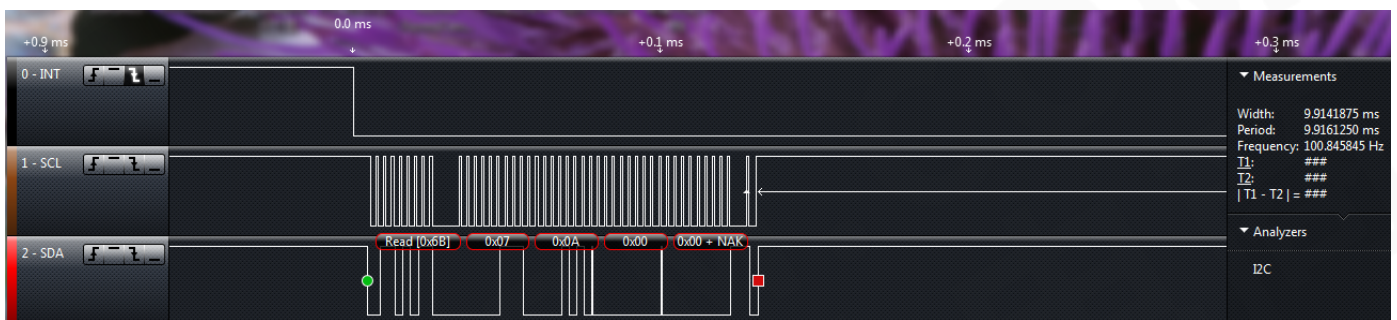 +0.9 ms
0.0 ms
+0.1 ms
+0.2 ms
+0.3 ms
0 - INT
1 - SCL
2 - SDA
Read [0x6B]
0x07
0x0A
0x00
0x00 + NAK
Measurements
Width: 9.9141875 ms
Period: 9.9161250 ms
Frequency: 100.845845 Hz
T1: ###
T2: ###
| T1 - T2 | = ###
Analyzers
I2C